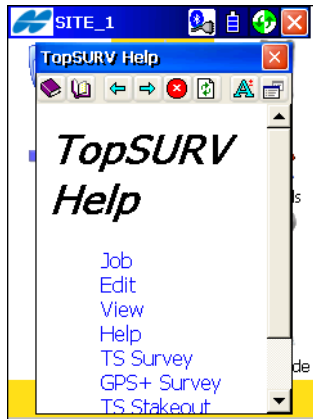 SITE_1
TopSURV Help
TopSURV
Help
Job
Edit
View
Help
TS Survey
GPS+ Survey
TS Stakeout